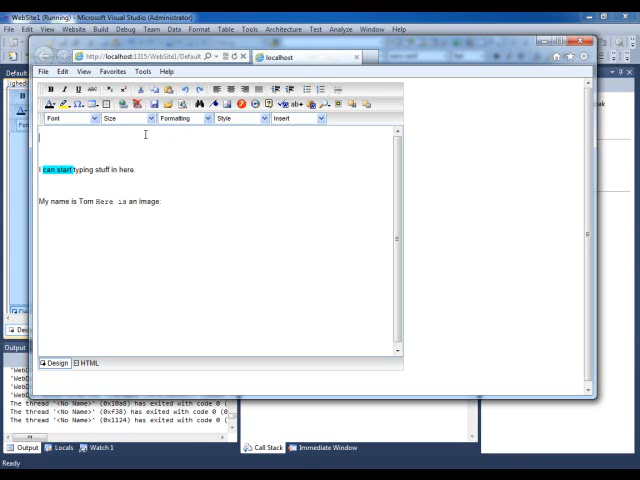 WebSite1 (Running) - Microsoft Visual Studio (Administrator)
File Edit View Website Build Debug Team Data Format Table Tools Architecture Test Analyze Window Help
http://localhost:1315/WebSite1/Default
localhost
File Edit View Favorites Tools Help
Default
B I U ABC
Font Size Formatting Style Insert
I can start typing stuff in here.
My name is Tom Here is an image:
Design HTML
Output
The thread '<No Name>' (0x10a8) has exited with code 0 (
The thread '<No Name>' (0xf38) has exited with code 0 (
The thread '<No Name>' (0x1124) has exited with code 0 (
Output Locals Watch 1
Call Stack Immediate Window
Ready